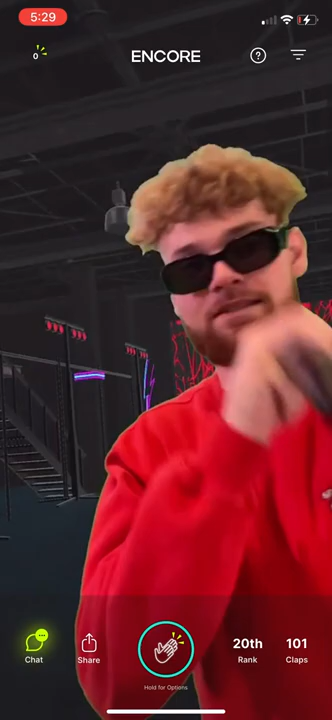 5:29
0
ENCORE
?
Chat
Share
Hold for Options
20th
Rank
101
Claps